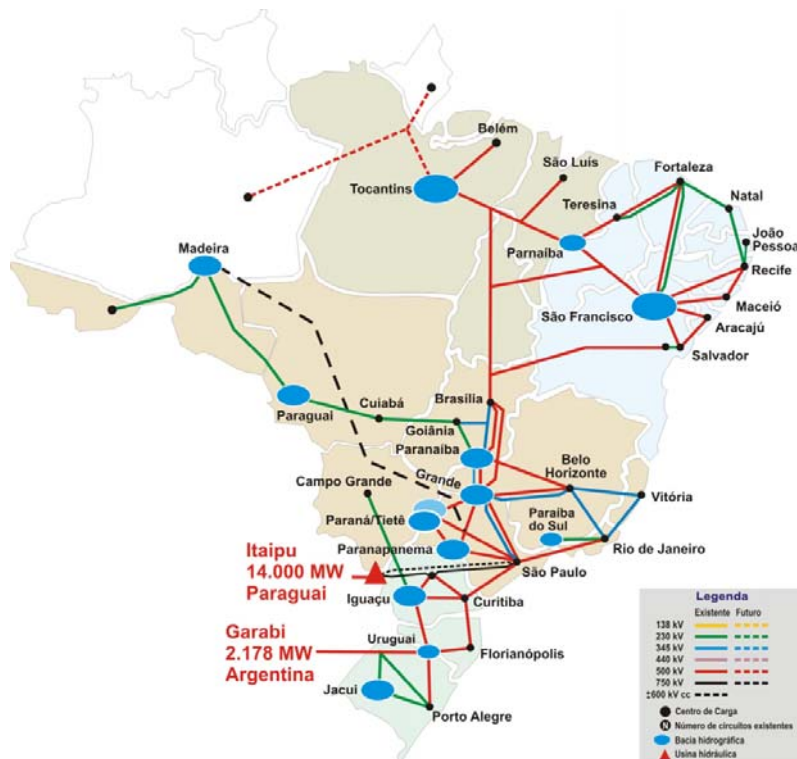 Belém
São Luís
Fortaleza
Tocantins
Teresina
Natal
João
Pessoa
Parnaíba
Madeira
Recife
São Francisco
Maceió
Aracajú
Salvador
Brasília
Cuiabá
Paraguai
Goiânia
Paranaíba
Belo
Horizonte
Grande
Campo Grande
Vitória
Paraíba
do Sul
Paraná/Tietê
Paranapanema
Rio de Janeiro
Itaipu
14.000 MW
Paraguai
São Paulo
Iguaçu
Curitiba
Garabi
2.178 MW
Argentina
Uruguai
Florianópolis
Jacui
Porto Alegre
Legenda
Existente Futuro
138 kV
230 kV
345 kV
440 kV
500 kV
750 kV
±600 kV cc
Centro de Carga
N Número de circuitos existentes
Bacia hidrográfica
Usina hidráulica